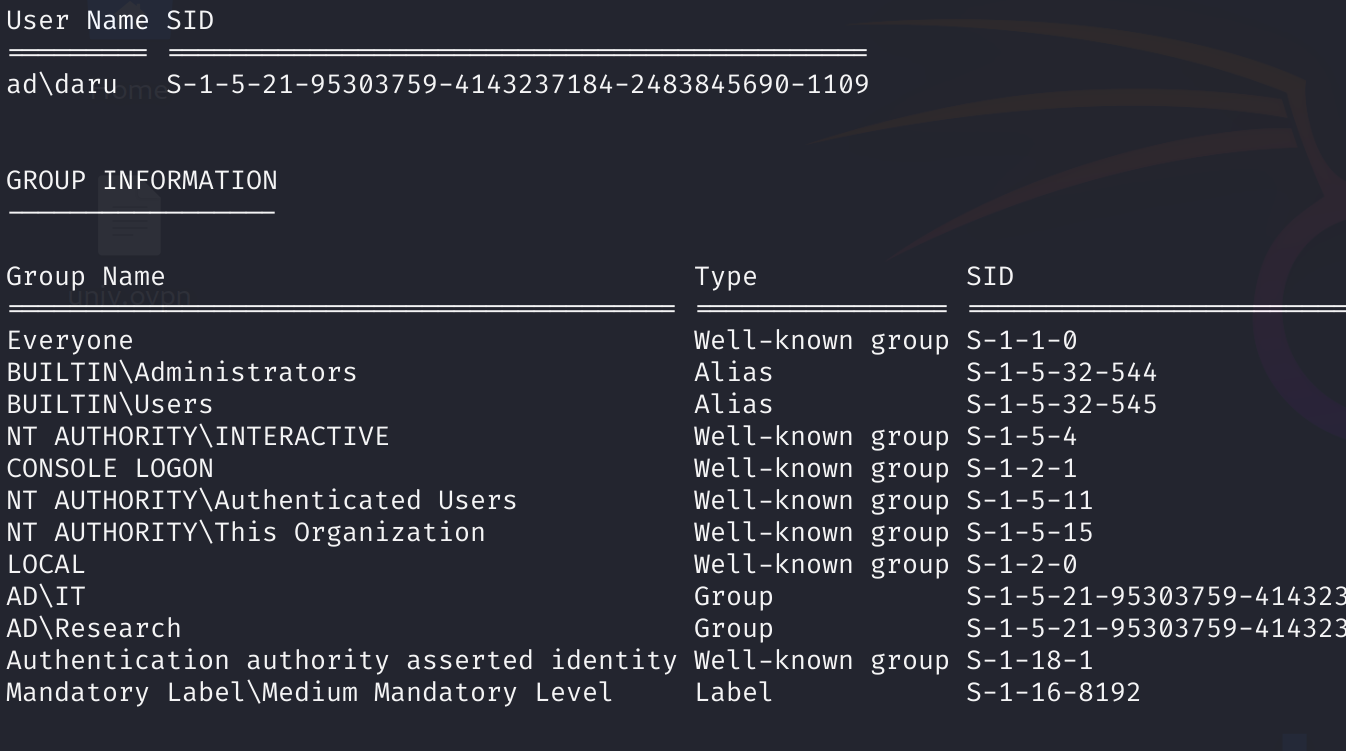 User Name SID
========= ============================================
ad\daru   S-1-5-21-95303759-4143237184-2483845690-1109
GROUP INFORMATION
-----------------
Group Name                                 Type             SID
========================================== ================ ========================
Everyone                                   Well-known group S-1-1-0
BUILTIN\Administrators                     Alias            S-1-5-32-544
BUILTIN\Users                              Alias            S-1-5-32-545
NT AUTHORITY\INTERACTIVE                   Well-known group S-1-5-4
CONSOLE LOGON                              Well-known group S-1-2-1
NT AUTHORITY\Authenticated Users           Well-known group S-1-5-11
NT AUTHORITY\This Organization             Well-known group S-1-5-15
LOCAL                                      Well-known group S-1-2-0
AD\IT                                      Group            S-1-5-21-95303759-414323
AD\Research                                Group            S-1-5-21-95303759-414323
Authentication authority asserted identity Well-known group S-1-18-1
Mandatory Label\Medium Mandatory Level     Label            S-1-16-8192
Home
univ.ovpn